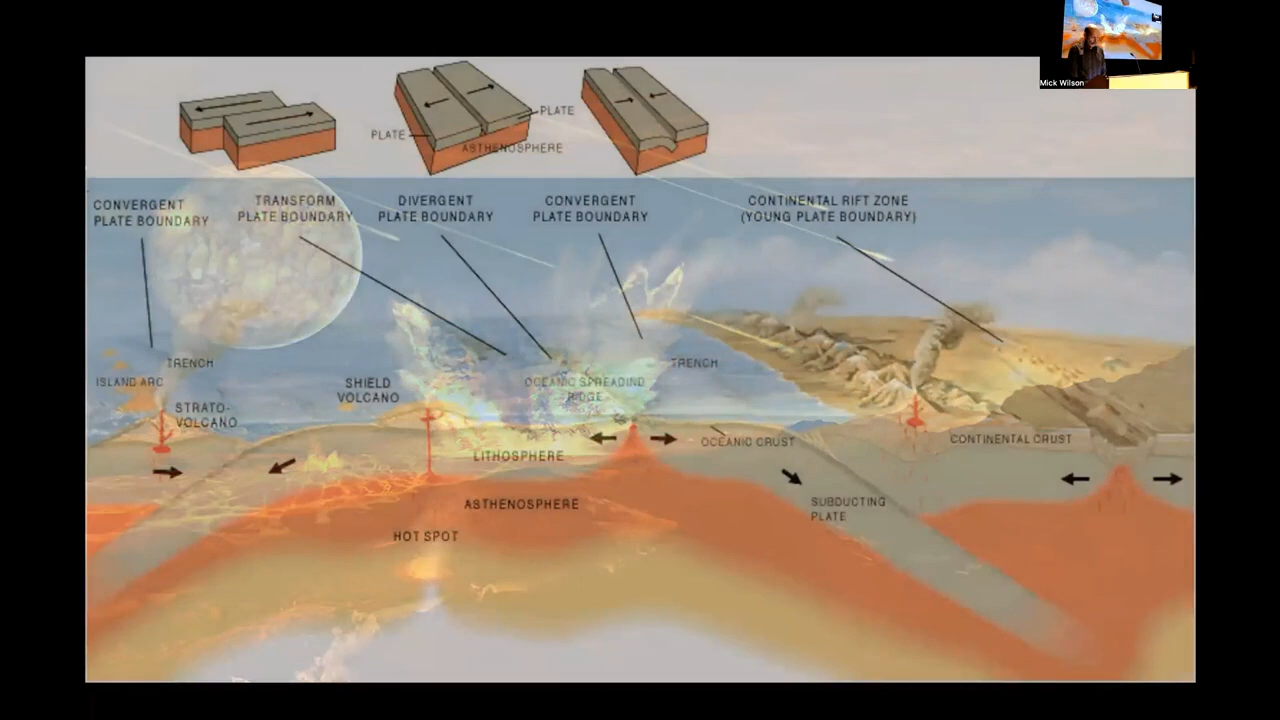 Mick Wilson
PLATE
PLATE
ASTHENOSPHERE
CONVERGENT
PLATE BOUNDARY
TRANSFORM
PLATE BOUNDARY
DIVERGENT
PLATE BOUNDARY
CONVERGENT
PLATE BOUNDARY
CONTINENTAL RIFT ZONE
(YOUNG PLATE BOUNDARY)
TRENCH
ISLAND ARC
STRATO-
VOLCANO
SHIELD
VOLCANO
OCEANIC SPREADING
RIDGE
TRENCH
LITHOSPHERE
OCEANIC CRUST
CONTINENTAL CRUST
ASTHENOSPHERE
SUBDUCTING
PLATE
HOT SPOT